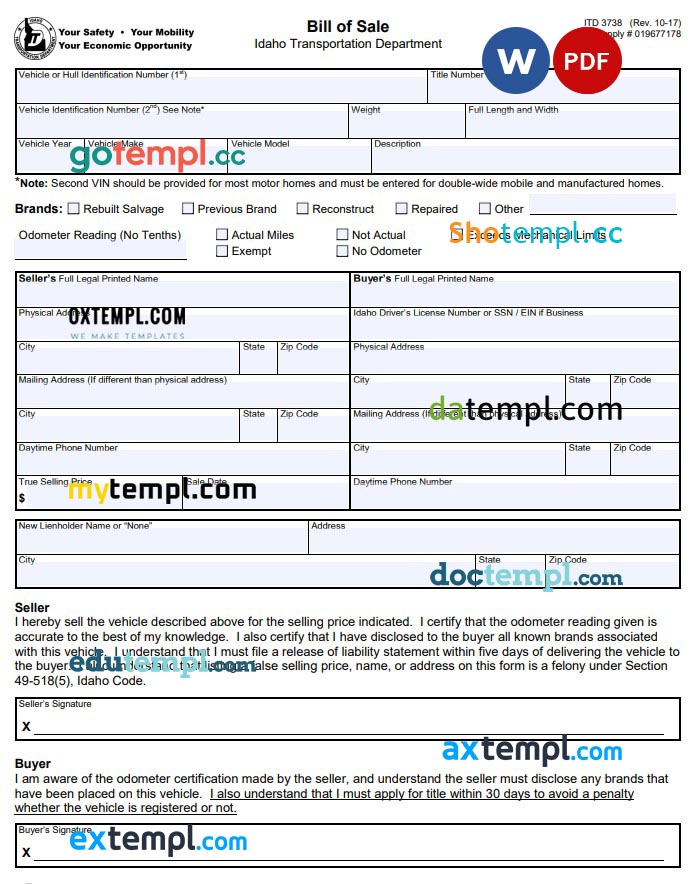 IDAHO
TRANSPORTATION DEPARTMENT
Your Safety • Your Mobility
Your Economic Opportunity
Bill of Sale
Idaho Transportation Department
ITD 3738 (Rev. 10-17)
Supply # 019677178
W
PDF
Vehicle or Hull Identification Number (1st)
Title Number
Vehicle Identification Number (2nd) See Note*
Weight
Full Length and Width
Vehicle Year
Vehicle Make
Vehicle Model
Description
gotempl.cc
*Note: Second VIN should be provided for most motor homes and must be entered for double-wide mobile and manufactured homes.
Brands: Rebuilt Salvage Previous Brand Reconstruct Repaired Other
Odometer Reading (No Tenths) Actual Miles Not Actual Exceeds Mechanical Limits
Shotempl.cc
Exempt No Odometer
Seller's Full Legal Printed Name
Buyer's Full Legal Printed Name
Physical Address
Idaho Driver's License Number or SSN / EIN if Business
OXTEMPL.COM
WE MAKE TEMPLATES
City State Zip Code
Physical Address
Mailing Address (If different than physical address)
City State Zip Code
datempl.com
City State Zip Code
Mailing Address (If different than physical address)
Daytime Phone Number
City State Zip Code
True Selling Price
Sale Date
Daytime Phone Number
$
mytempl.com
New Lienholder Name or “None”
Address
City State Zip Code
doctempl.com
Seller
I hereby sell the vehicle described above for the selling price indicated. I certify that the odometer reading given is
accurate to the best of my knowledge. I also certify that I have disclosed to the buyer all known brands associated
with this vehicle. I understand that I must file a release of liability statement within five days of delivering the vehicle to
the buyer. I also understand that listing a false selling price, name, or address on this form is a felony under Section
edutempl.com
49-518(5), Idaho Code.
Seller's Signature
X
axtempl.com
Buyer
I am aware of the odometer certification made by the seller, and understand the seller must disclose any brands that
have been placed on this vehicle. I also understand that I must apply for title within 30 days to avoid a penalty
whether the vehicle is registered or not.
Buyer's Signature
extempl.com
X